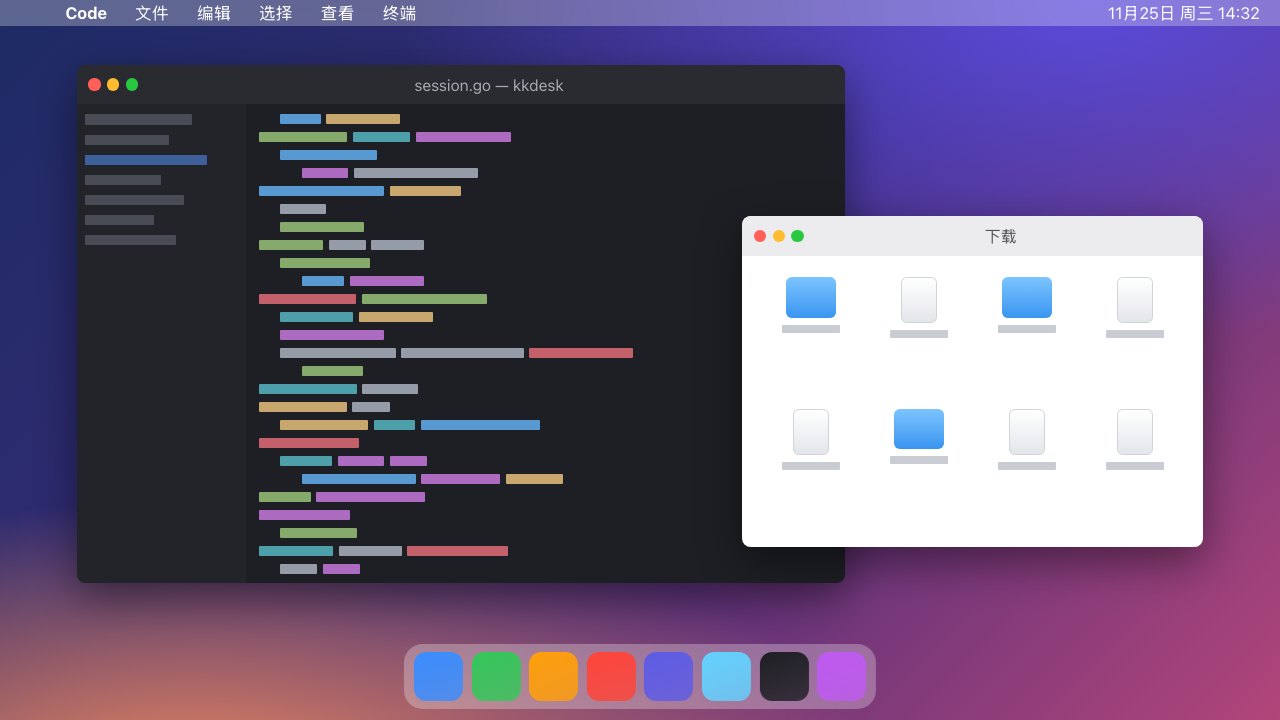 Code 文件 编辑 选择 查看 终端 11月25日 周三 14:32
session.go — kkdesk
下载